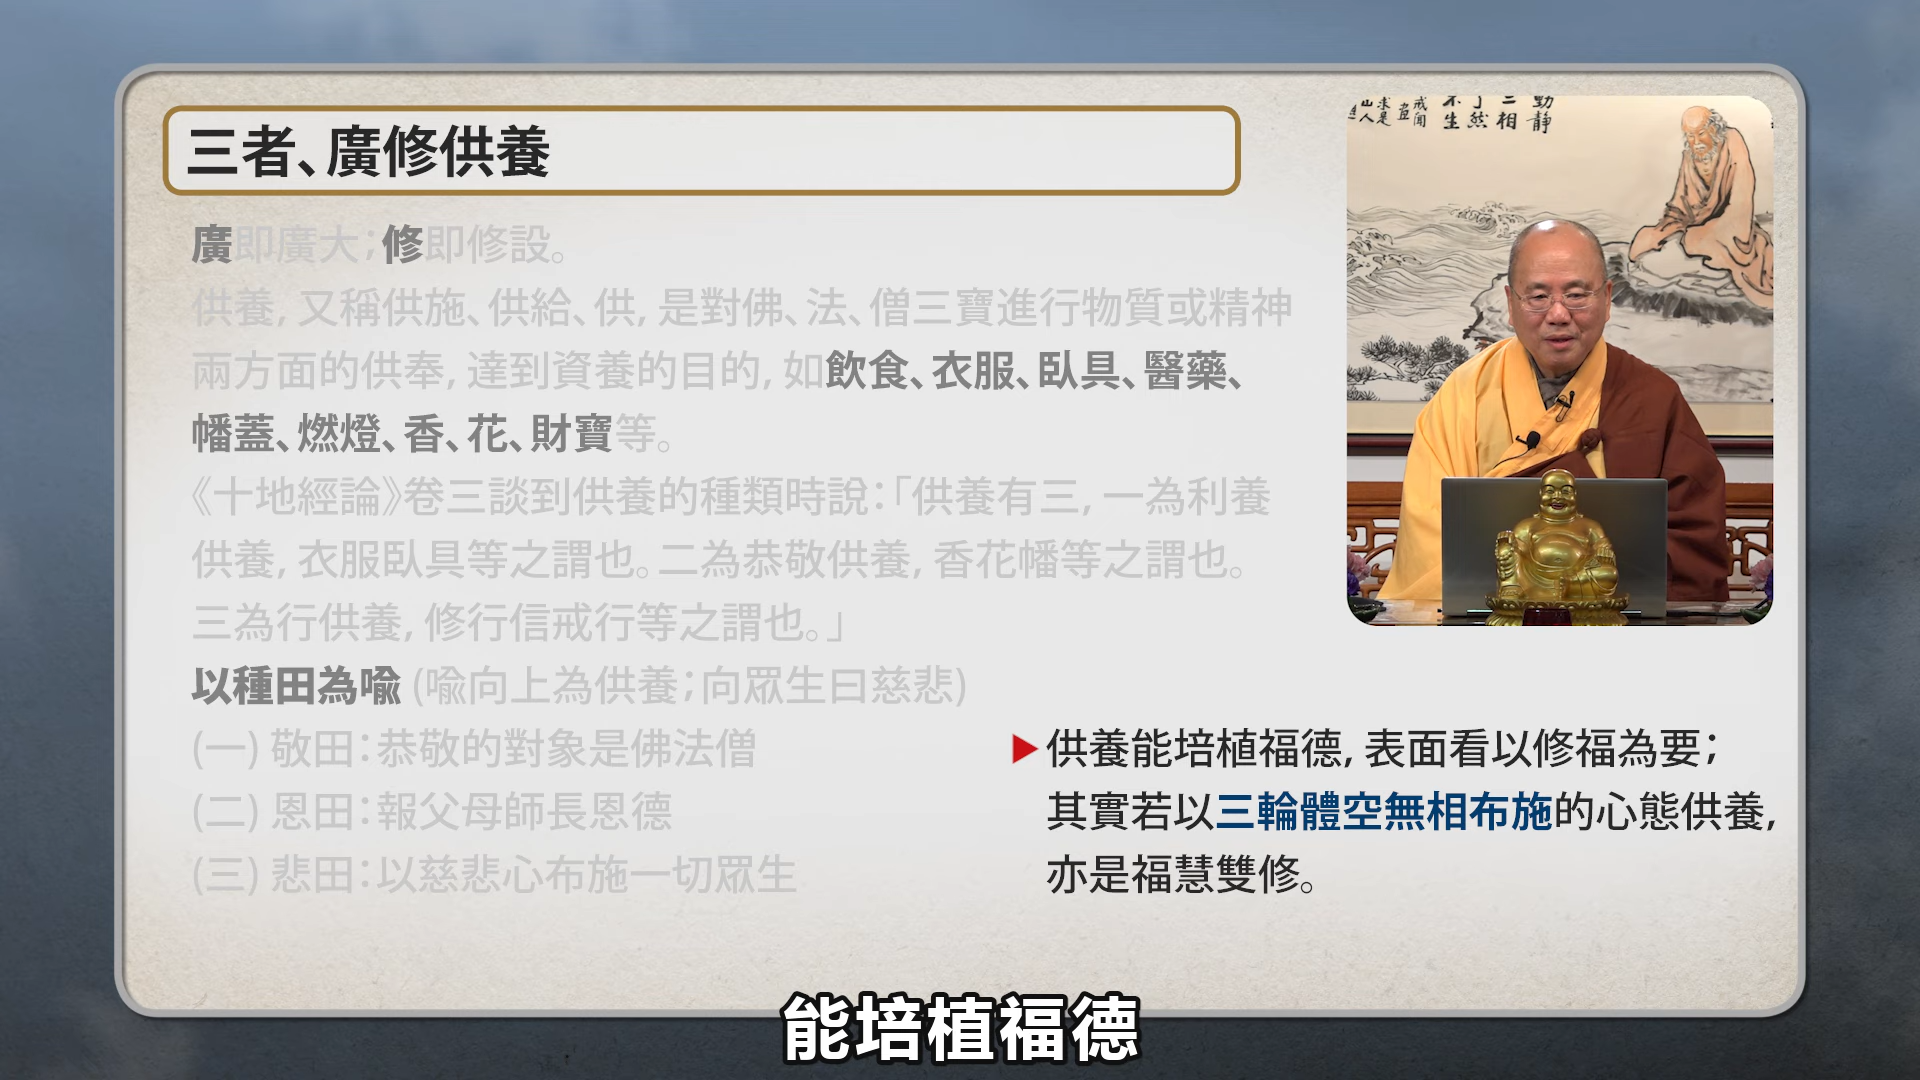 三者、廣修供養
廣即廣大；修即修設。
供養，又稱供施、供給、供，是對佛、法、僧三寶進行物質或精神
兩方面的供奉，達到資養的目的，如飲食、衣服、臥具、醫藥、
幡蓋、燃燈、香、花、財寶等。
《十地經論》卷三談到供養的種類時說：「供養有三，一為利養
供養，衣服臥具等之謂也。二為恭敬供養，香花幡等之謂也。
三為行供養，修行信戒行等之謂也。」
以種田為喻 (喻向上為供養；向眾生曰慈悲)
(一) 敬田：恭敬的對象是佛法僧
(二) 恩田：報父母師長恩德
(三) 悲田：以慈悲心布施一切眾生
▶供養能培植福德，表面看以修福為要；
其實若以三輪體空無相布施的心態供養，
亦是福慧雙修。
動靜
二相
了然
不生
戒聞
能培植福德